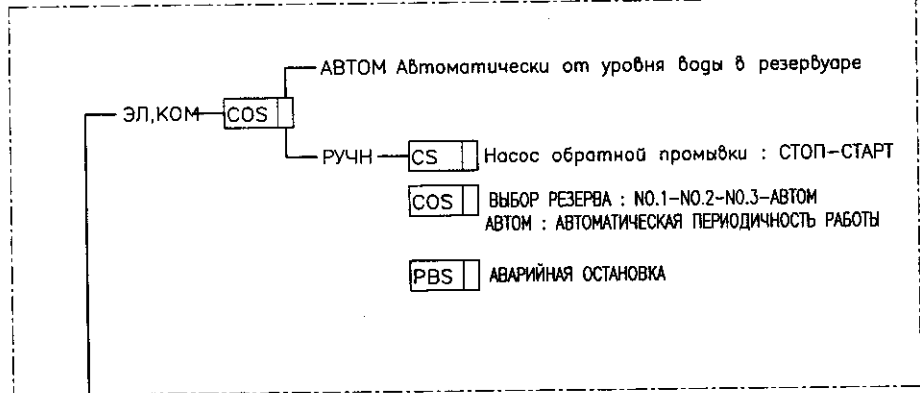 АВТОМ Автоматически от уровня воды в резервуаре
ЭЛ,КОМ COS
РУЧН CS Насос обратной промывки : СТОП-СТАРТ
COS ВЫБОР РЕЗЕРВА : NO.1-NO.2-NO.3-АВТОМ
АВТОМ : АВТОМАТИЧЕСКАЯ ПЕРИОДИЧНОСТЬ РАБОТЫ
PBS АВАРИЙНАЯ ОСТАНОВКА